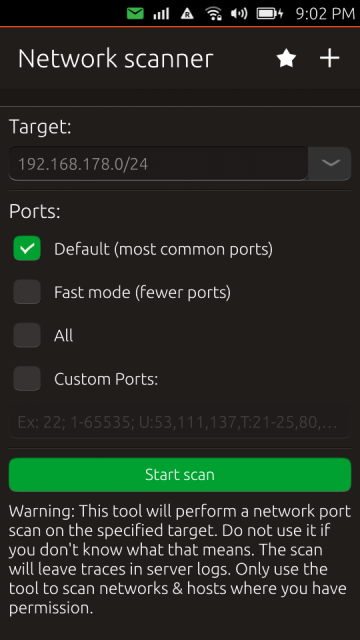 9:02 PM
Network scanner
Target:
192.168.178.0/24
Ports:
Default (most common ports)
Fast mode (fewer ports)
All
Custom Ports:
Ex: 22; 1-65535; U:53,111,137,T:21-25,80,...
Start scan
Warning: This tool will perform a network port
scan on the specified target. Do not use it if
you don't know what that means. The scan
will leave traces in server logs. Only use the
tool to scan networks & hosts where you have
permission.